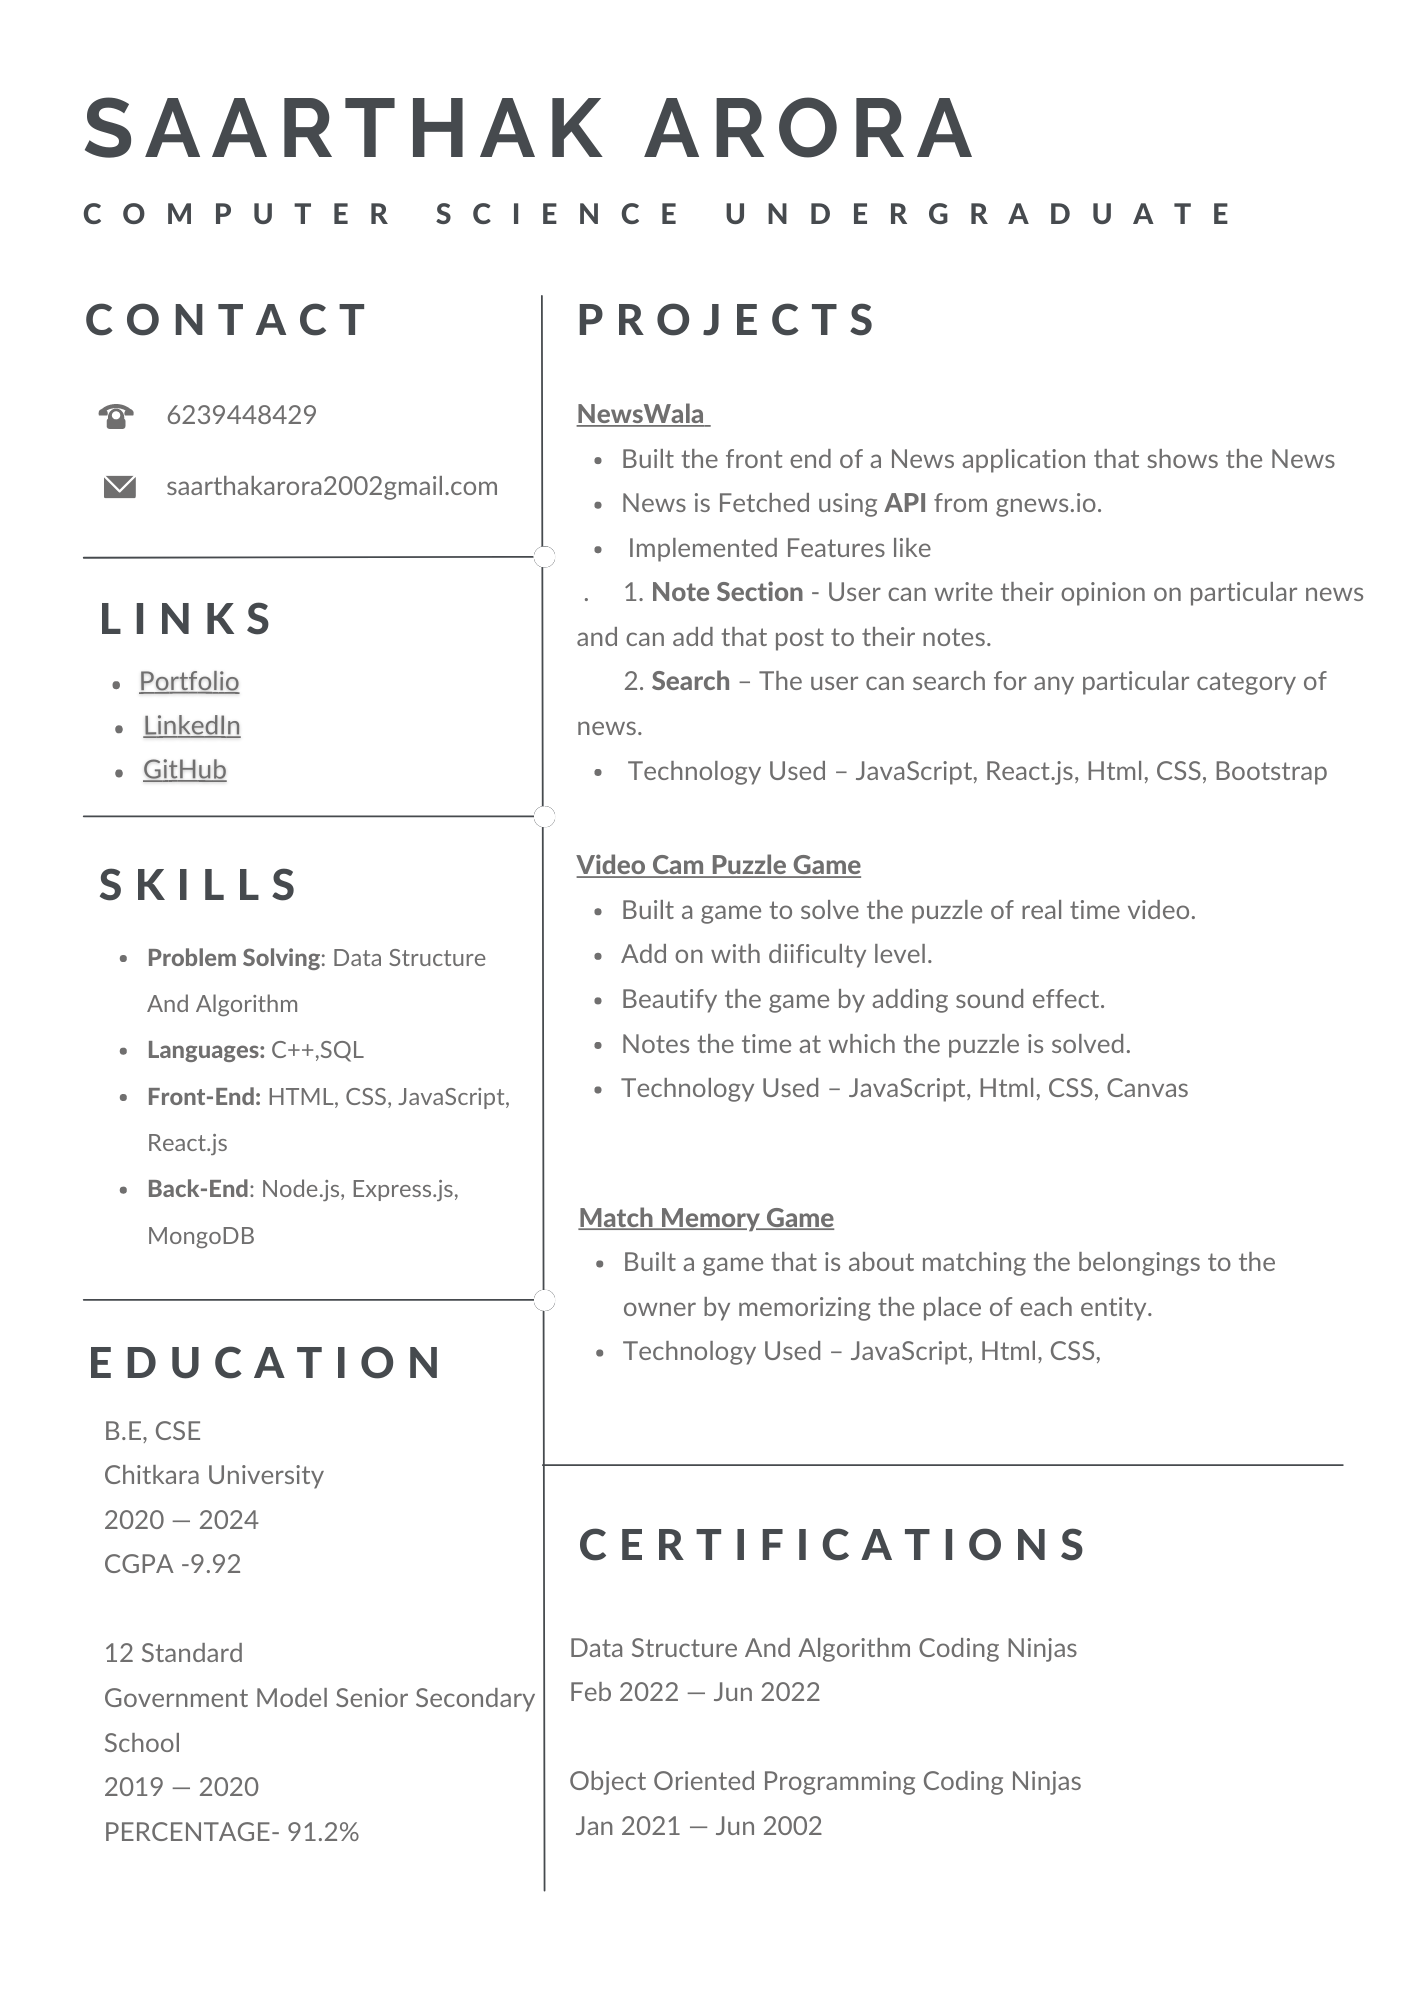 SAARTHAK ARORA
COMPUTER SCIENCE UNDERGRADUATE
CONTACT
6239448429
saarthakarora2002gmail.com
LINKS
• Portfolio
• LinkedIn
• GitHub
SKILLS
• Problem Solving: Data Structure
And Algorithm
• Languages: C++,SQL
• Front-End: HTML, CSS, JavaScript,
React.js
• Back-End: Node.js, Express.js,
MongoDB
EDUCATION
B.E, CSE
Chitkara University
2020 — 2024
CGPA -9.92
12 Standard
Government Model Senior Secondary
School
2019 — 2020
PERCENTAGE- 91.2%
PROJECTS
NewsWala
• Built the front end of a News application that shows the News
• News is Fetched using API from gnews.io.
• Implemented Features like
. 1. Note Section - User can write their opinion on particular news
and can add that post to their notes.
2. Search – The user can search for any particular category of
news.
• Technology Used – JavaScript, React.js, Html, CSS, Bootstrap
Video Cam Puzzle Game
• Built a game to solve the puzzle of real time video.
• Add on with diificulty level.
• Beautify the game by adding sound effect.
• Notes the time at which the puzzle is solved.
• Technology Used – JavaScript, Html, CSS, Canvas
Match Memory Game
• Built a game that is about matching the belongings to the
owner by memorizing the place of each entity.
• Technology Used – JavaScript, Html, CSS,
CERTIFICATIONS
Data Structure And Algorithm Coding Ninjas
Feb 2022 — Jun 2022
Object Oriented Programming Coding Ninjas
Jan 2021 — Jun 2002